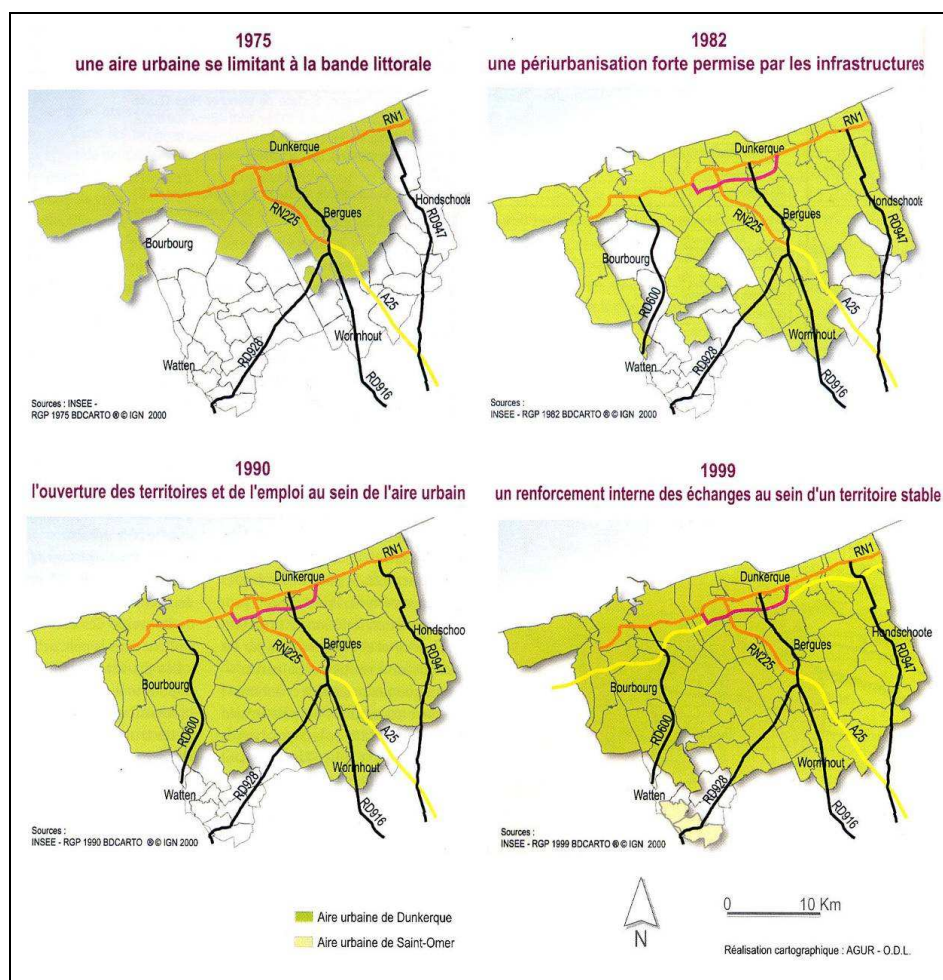 1975
une aire urbaine se limitant à la bande littorale
RN1
Dunkerque
RN225
Bergues
Hondschoote
RD947
Bourbourg
A25
Wormhout
RD928
Watten
RD916
Sources : INSEE -
RGP 1975 BDCARTO ® © IGN 2000
1982
une périurbanisation forte permise par les infrastructures
RN1
Dunkerque
RN225
Bergues
Hondschoote
RD947
Bourbourg
RD600
A25
Wormhout
RD928
Watten
RD916
Sources :
INSEE - RGP 1982 BDCARTO ® © IGN 2000
1990
l'ouverture des territoires et de l'emploi au sein de l'aire urbain
RN1
Dunkerque
RN225
Bergues
Hondschoo
RD947
Bourbourg
RD600
A25
Wormhout
RD928
Watten
RD916
Sources :
INSEE - RGP 1990 BDCARTO ® © IGN 2000
1999
un renforcement interne des échanges au sein d'un territoire stable
RN1
Dunkerque
RN225
Bergues
Hondschoote
RD947
Bourbourg
RD600
A25
Wormhout
RD928
Watten
RD916
Sources :
INSEE - RGP 1999 BDCARTO ® © IGN 2000
Aire urbaine de Dunkerque
Aire urbaine de Saint-Omer
N
0 10 Km
Réalisation cartographique : AGUR - O.D.L.